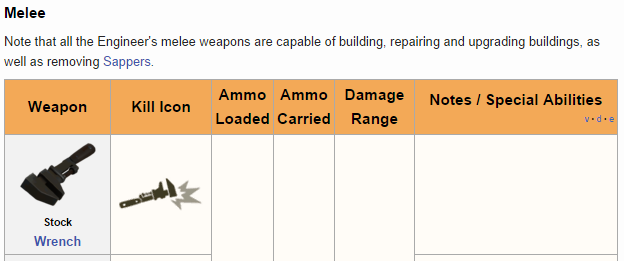 Melee
Note that all the Engineer's melee weapons are capable of building, repairing and upgrading buildings, as
well as removing Sappers.
Weapon
Kill Icon
Ammo
Loaded
Ammo
Carried
Damage
Range
Notes / Special Abilities
v · d · e
Stock
Wrench